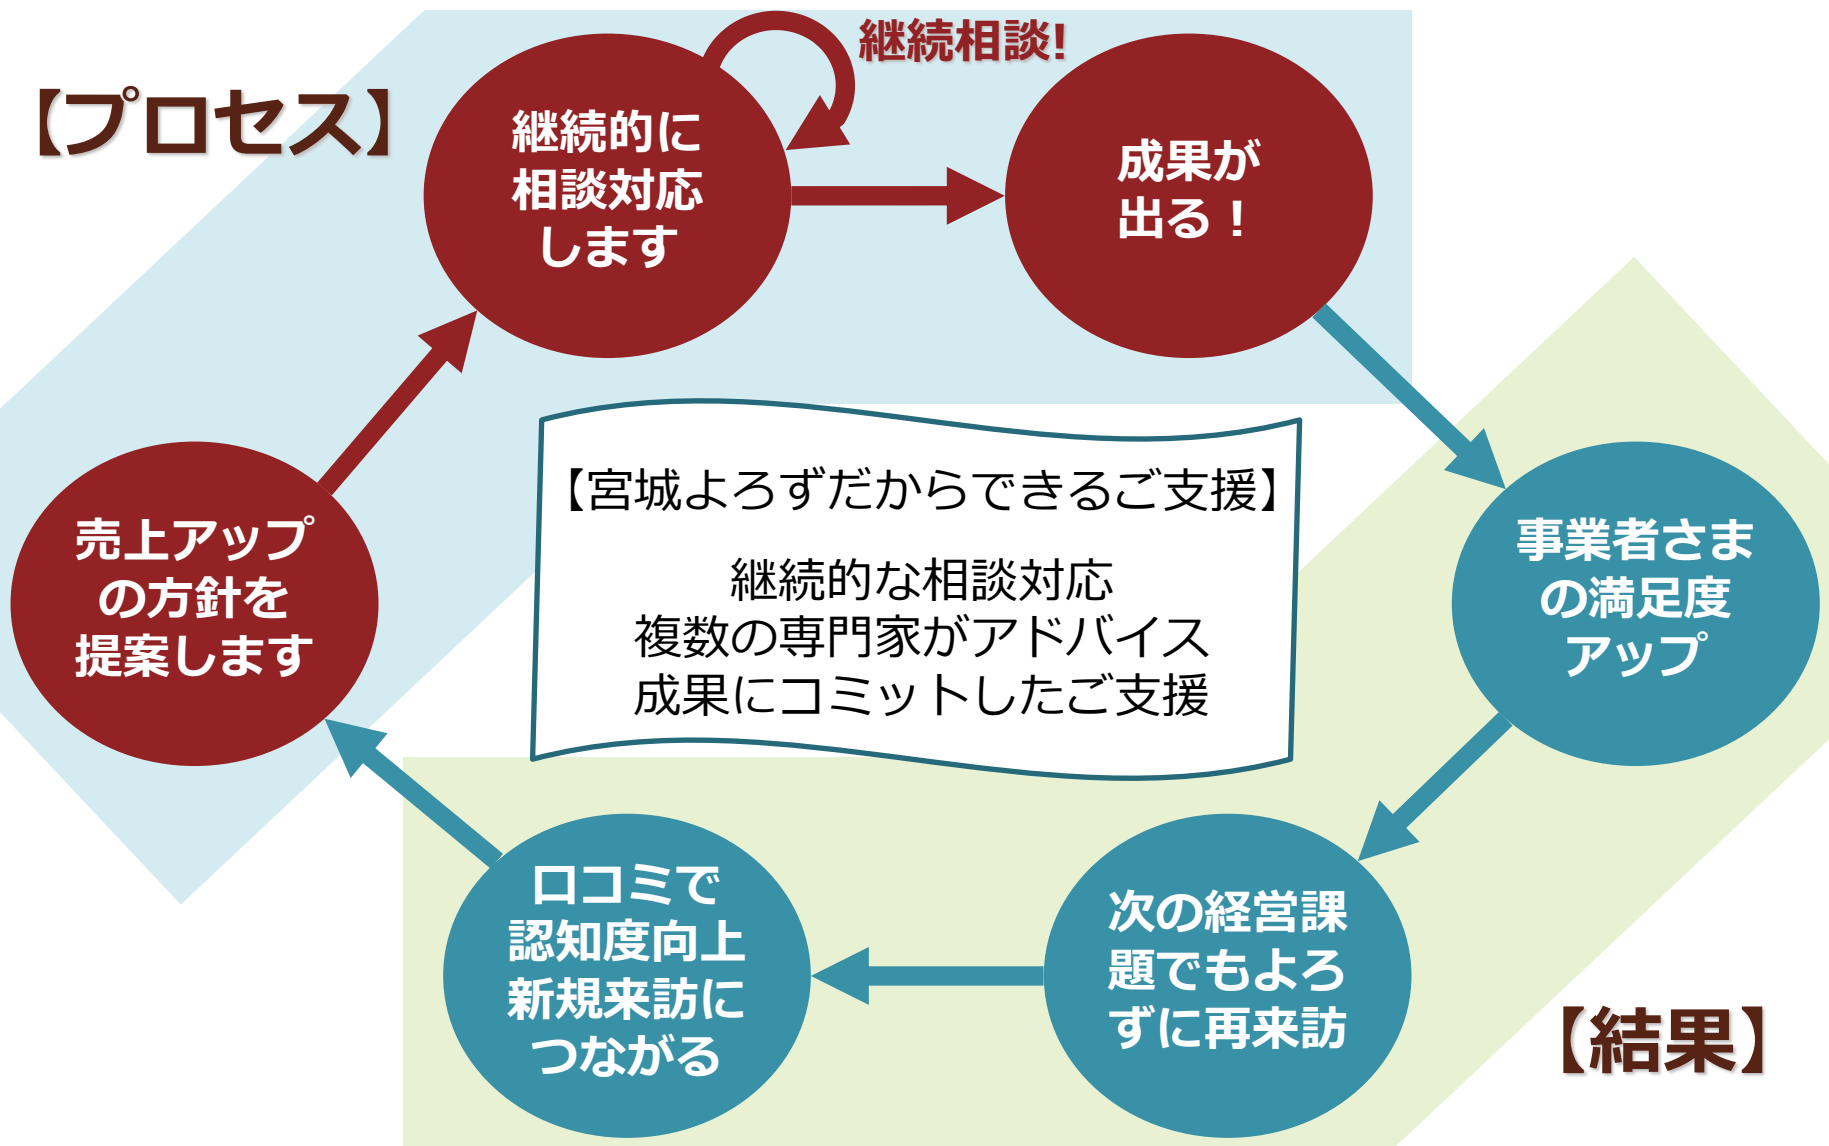 【プロセス】
継続相談!
継続的に
相談対応
します
成果が
出る！
売上アップ
の方針を
提案します
【宮城よろずだからできるご支援】
継続的な相談対応
複数の専門家がアドバイス
成果にコミットしたご支援
事業者さま
の満足度
アップ
次の経営課
題でもよろ
ずに再来訪
口コミで
認知度向上
新規来訪に
つながる
【結果】